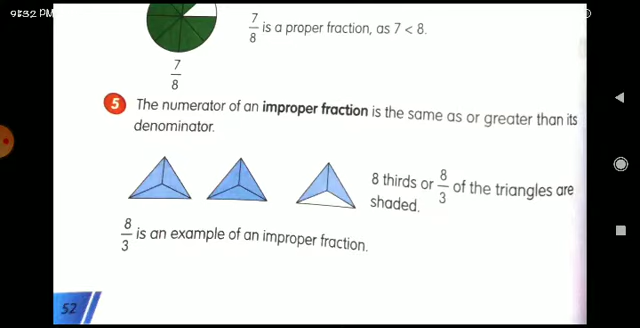 9:32 PM
7/8 is a proper fraction, as 7 < 8.
7/8
5 The numerator of an improper fraction is the same as or greater than its
denominator.
8 thirds or 8/3 of the triangles are
shaded.
8/3 is an example of an improper fraction.
52